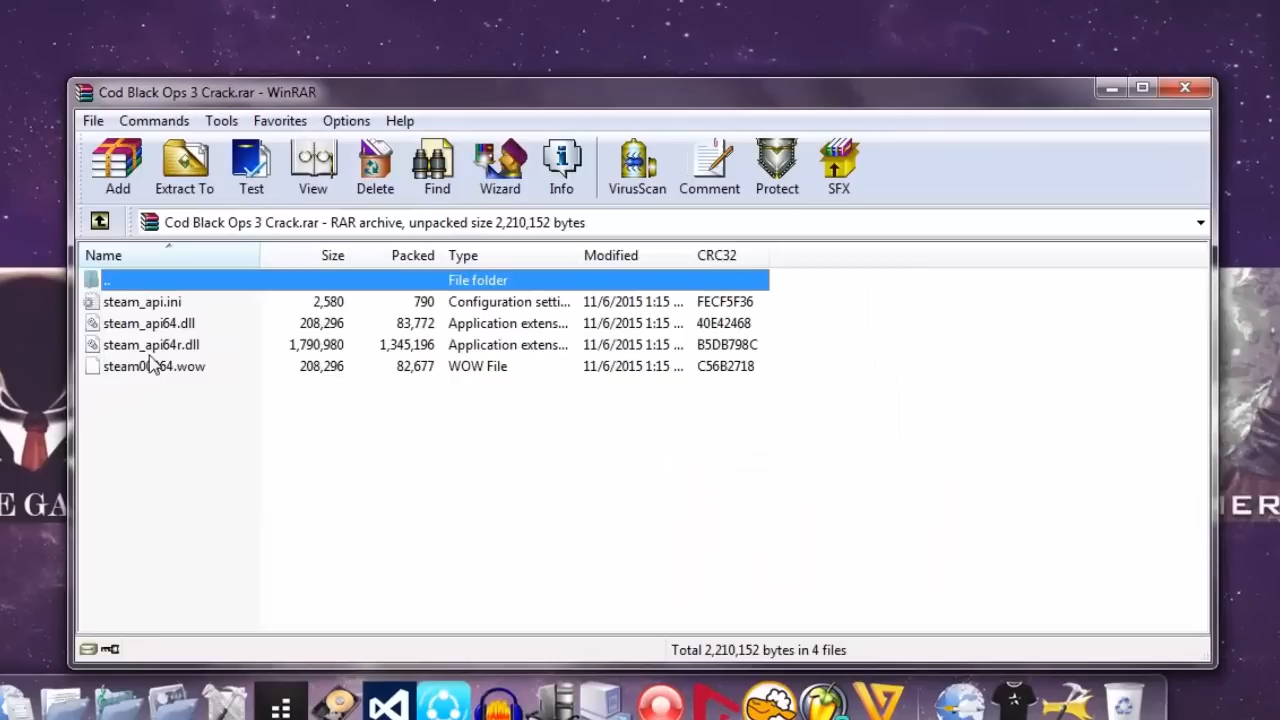 Cod Black Ops 3 Crack.rar - WinRAR
File Commands Tools Favorites Options Help
Add Extract To Test View Delete Find Wizard Info VirusScan Comment Protect SFX
Cod Black Ops 3 Crack.rar - RAR archive, unpacked size 2,210,152 bytes
Name Size Packed Type Modified CRC32
.. File folder
steam_api.ini 2,580 790 Configuration setti... 11/6/2015 1:15 ... FECF5F36
steam_api64.dll 208,296 83,772 Application extens... 11/6/2015 1:15 ... 40E42468
steam_api64r.dll 1,790,980 1,345,196 Application extens... 11/6/2015 1:15 ... B5DB798C
208,296 82,677 WOW File 11/6/2015 1:15 ... C56B2718
E GA
ER
Total 2,210,152 bytes in 4 files